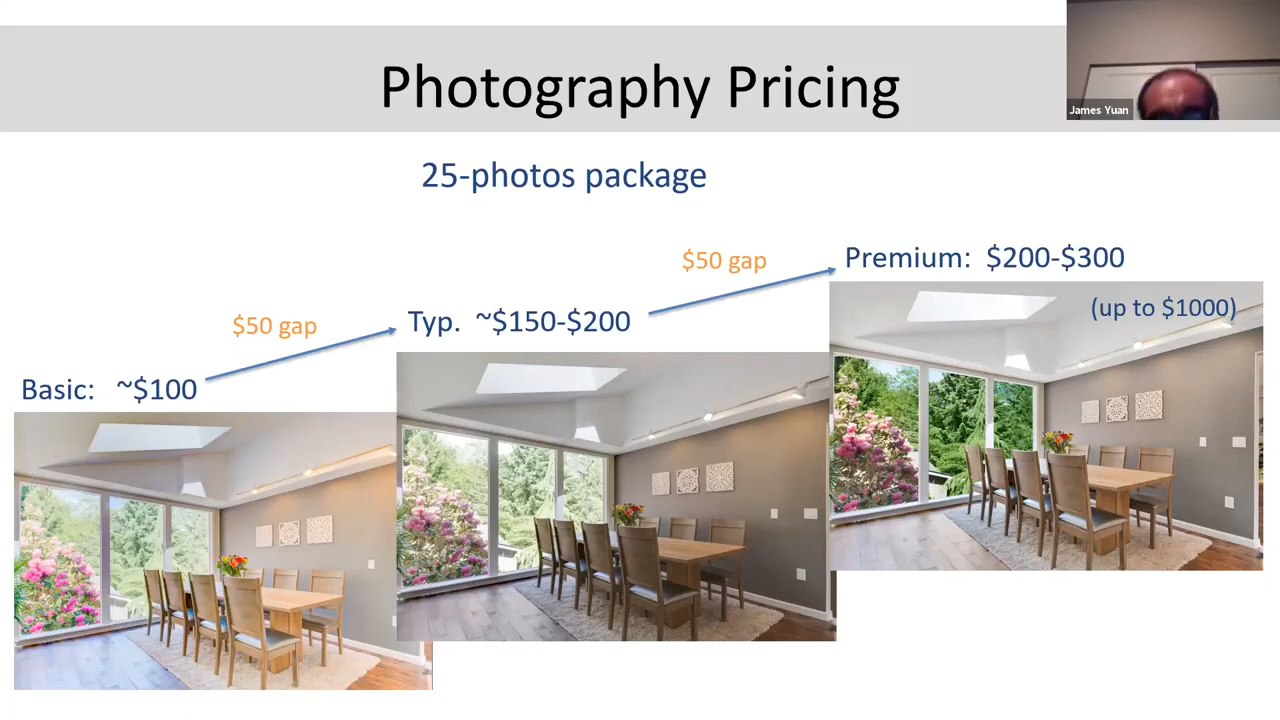 Photography Pricing
James Yuan
25-photos package
$50 gap
Premium: $200-$300
(up to $1000)
$50 gap
Typ. ~$150-$200
Basic: ~$100